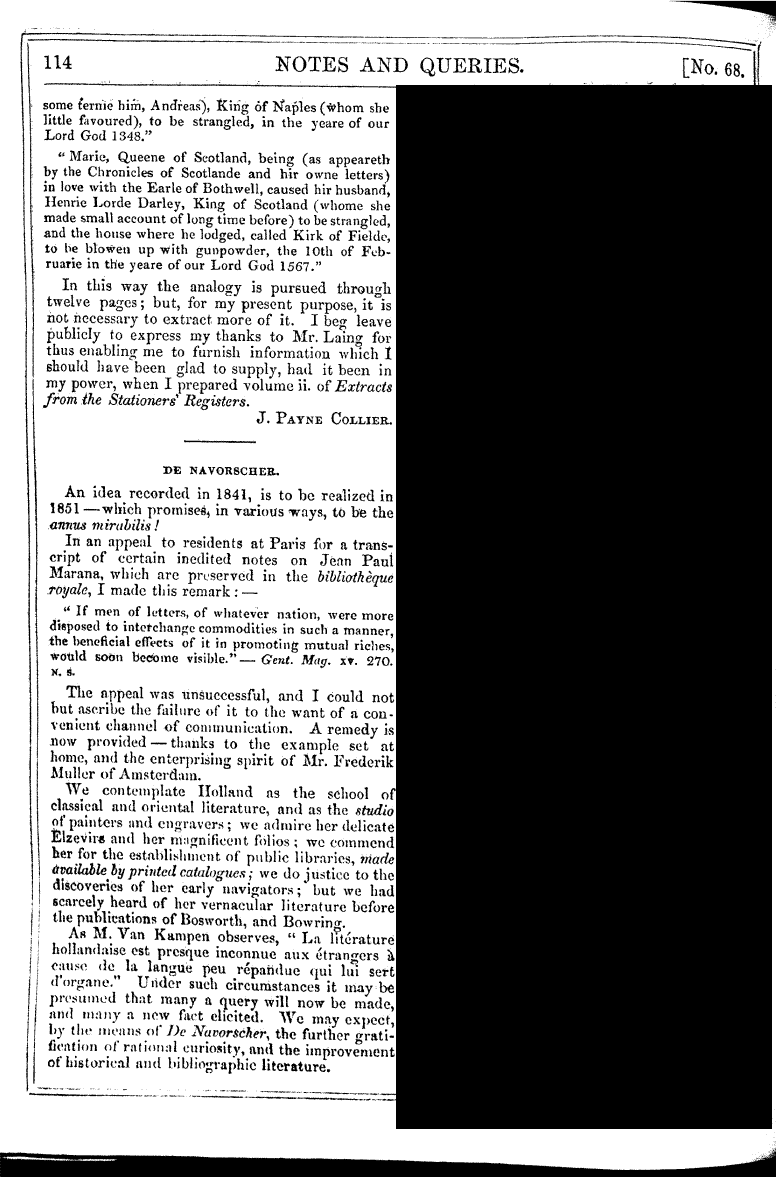 114 NOTES AND QUERIES. [No. 68.
some ternie him, Andreas), King of Naples (whom she
little favoured), to be strangled, in the yeare of our
Lord God 1348."
" Marie, Queene of Scotland, being (as appeareth
by the Chronicles of Scotlande and hir owne letters)
in love with the Earle of Bothwell, caused hir husband,
Henrie Lorde Darley, King of Scotland (whome she
made small account of long time before) to be strangled,
and the house where he lodged, called Kirk of Fielde,
to be blowen up with gunpowder, the 10th of Feb-
ruarie in the yeare of our Lord God 1567."
In this way the analogy is pursued through
twelve pages; but, for my present purpose, it is
not necessary to extract more of it. I beg leave
publicly to express my thanks to Mr. Laing for
thus enabling me to furnish information which I
should have been glad to supply, had it been in
my power, when I prepared volume ii. of Extracts
from the Stationers' Registers.
J. PAYNE COLLIER.
DE NAVORSCHER.
An idea recorded in 1841, is to be realized in
1851 — which promises, in various ways, to be the
annus mirabilis!
In an appeal to residents at Paris for a trans-
cript of certain inedited notes on Jean Paul
Marana, which are preserved in the bibliothèque
royale, I made this remark : —
" If men of letters, of whatever nation, were more
disposed to interchange commodities in such a manner,
the beneficial effects of it in promoting mutual riches,
would soon become visible." — Gent. Mag. xv. 270.
N. S.
The appeal was unsuccessful, and I could not
but ascribe the failure of it to the want of a con-
venient channel of communication. A remedy is
now provided — thanks to the example set at
home, and the enterprising spirit of Mr. Frederik
Muller of Amsterdam.
We contemplate Holland as the school of
classical and oriental literature, and as the studio
of painters and engravers; we admire her delicate
Elzevirs and her magnificent folios; we commend
her for the establishment of public libraries, made
available by printed catalogues; we do justice to the
discoveries of her early navigators; but we had
scarcely heard of her vernacular literature before
the publications of Bosworth, and Bowring.
As M. Van Kampen observes, " La litérature
hollandaise est presque inconnue aux étrangers à
cause de la langue peu répandue qui lui sert
d'organe." Under such circumstances it may be
presumed that many a query will now be made,
and many a new fact elicited. We may expect,
by the means of De Navorscher, the further grati-
fication of rational curiosity, and the improvement
of historical and bibliographic literature.